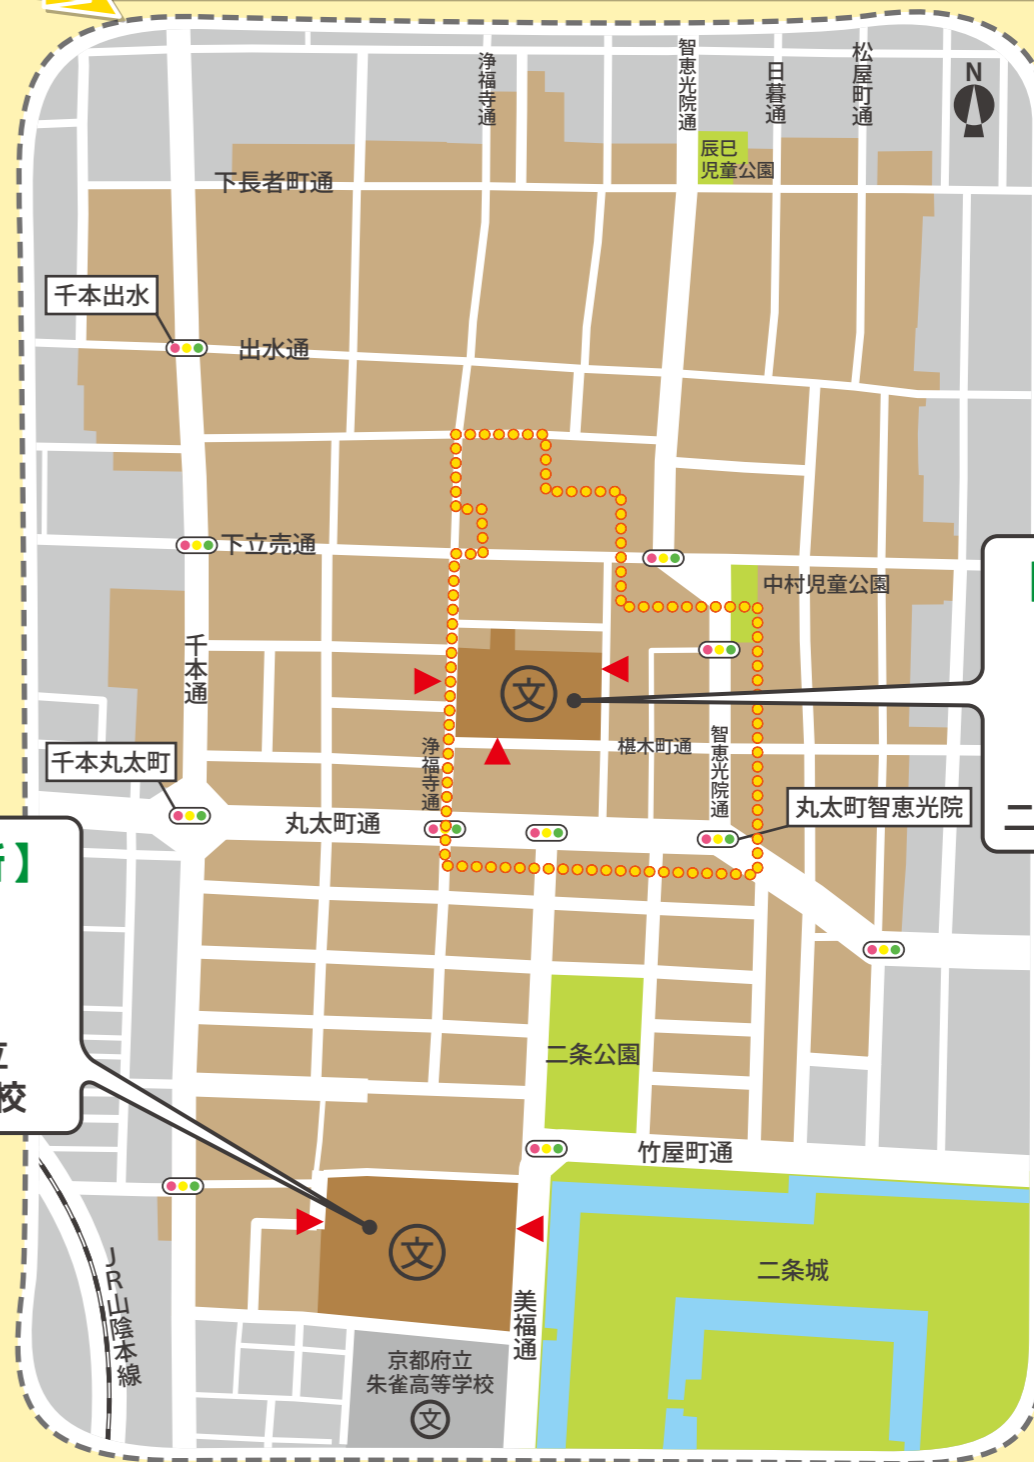 浄福寺通
智恵光院通
日暮通
松屋町通
N
辰巳
児童公園
下長者町通
千本出水
出水通
下立売通
中村児童公園
千本通
文
椹木町通
浄福寺通
智恵光院通
千本丸太町
丸太町通
丸太町智恵光院
二
】
校
二条公園
竹屋町通
文
二条城
JR山陰本線
美福通
京都府立
朱雀高等学校
文